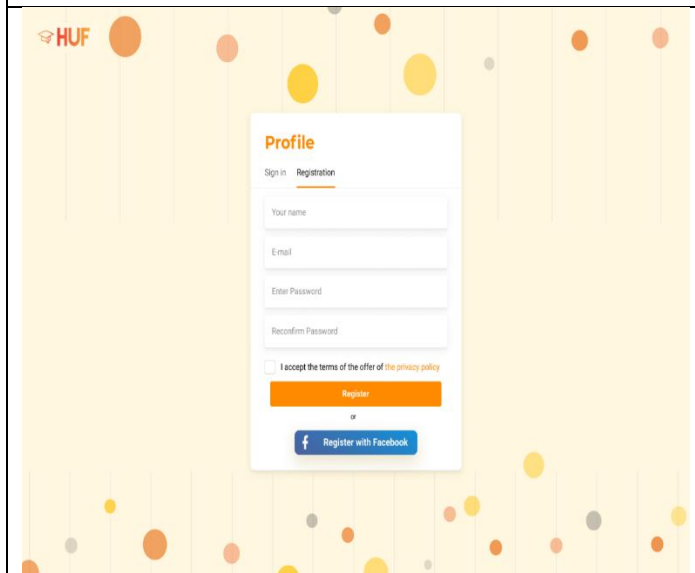 HUF
Profile
Sign in Registration
Your name
E-mail
Enter Password
Reconfirm Password
I accept the terms of the offer of the privacy policy
Register
or
f Register with Facebook